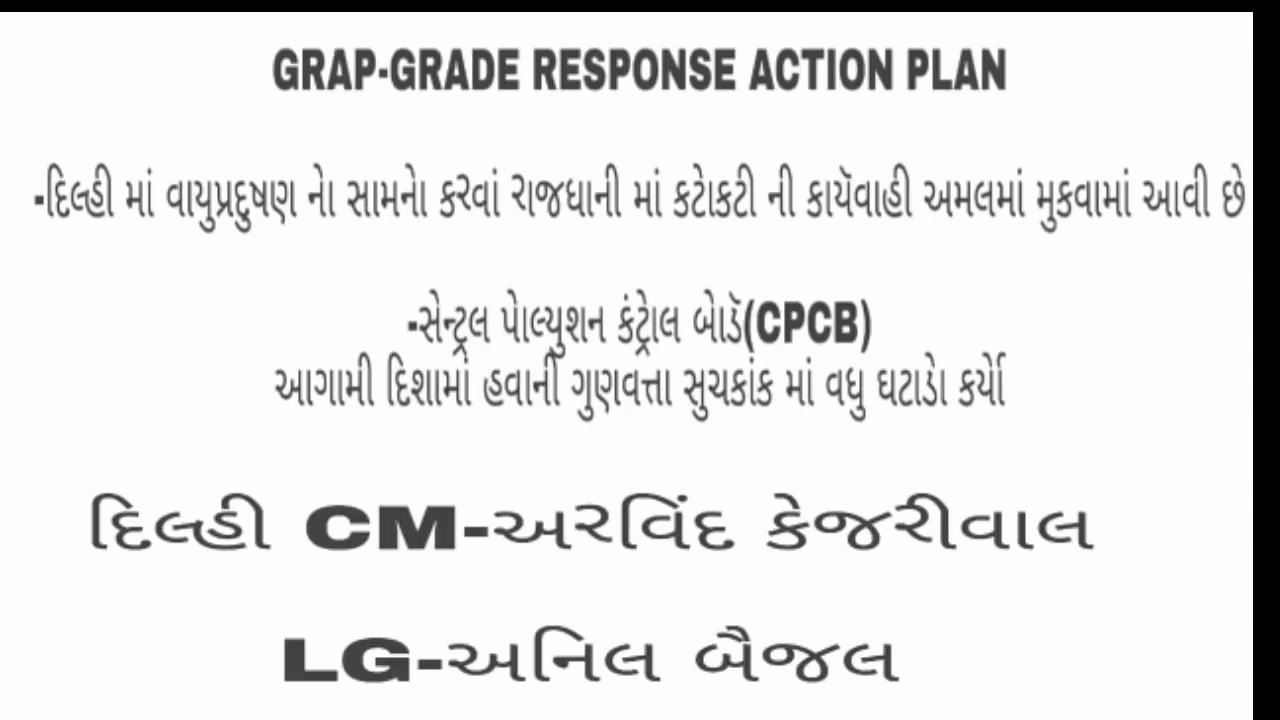 GRAP-GRADE RESPONSE ACTION PLAN
-દિલ્હી માં વાયુપ્રદુષણ નો સામનો કરવાં રાજધાની માં કટોકટી ની કાયૅવાહી અમલમાં મુકવામાં આવી છે
-સેન્ટ્રલ પોલ્યુશન કંટ્રોલ બોડૅ(CPCB)
આગામી દિશામાં હવાની ગુણવત્તા સુચકાંક માં વધુ ઘટાડો કર્યો
દિલ્હી CM-અરવિંદ કેજરીવાલ
LG-અનિલ બૈજલ